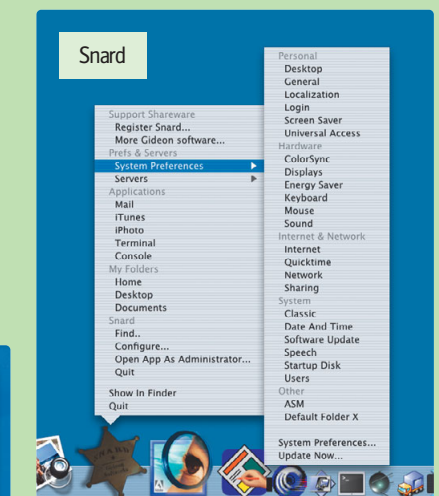 Snard
Support Shareware
Register Snard...
More Gideon software...
Prefs & Servers
System Preferences
Servers
Applications
Mail
iTunes
iPhoto
Terminal
Console
My Folders
Home
Desktop
Documents
Snard
Find..
Configure...
Open App As Administrator...
Quit
Show In Finder
Quit
Personal
Desktop
General
Localization
Login
Screen Saver
Universal Access
Hardware
ColorSync
Displays
Energy Saver
Keyboard
Mouse
Sound
Internet & Network
Internet
Quicktime
Network
Sharing
System
Classic
Date And Time
Software Update
Speech
Startup Disk
Users
Other
ASM
Default Folder X
System Preferences...
Update Now...
SNARD